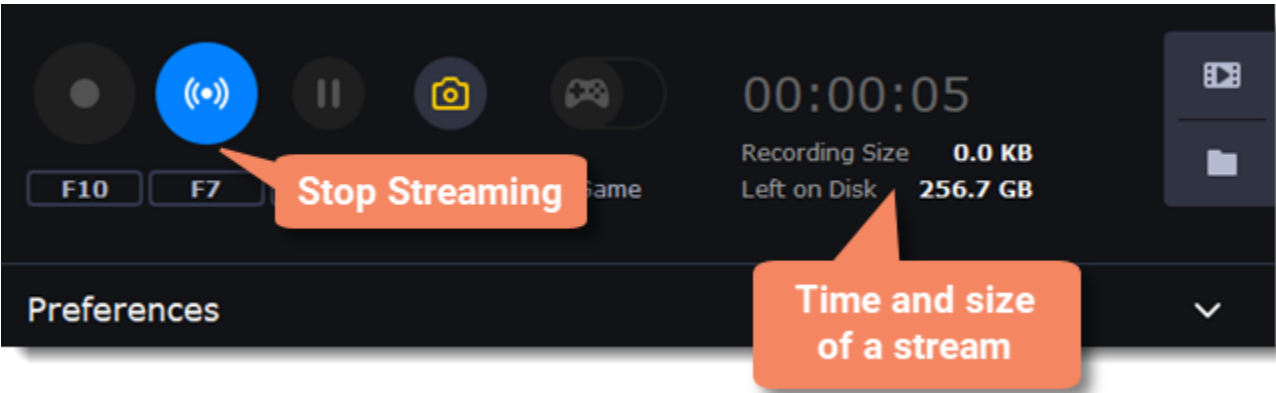 00:00:05
Recording Size 0.0 KB
F10 F7 Stop Streaming
Left on Disk 256.7 GB
Preferences
Time and size
of a stream